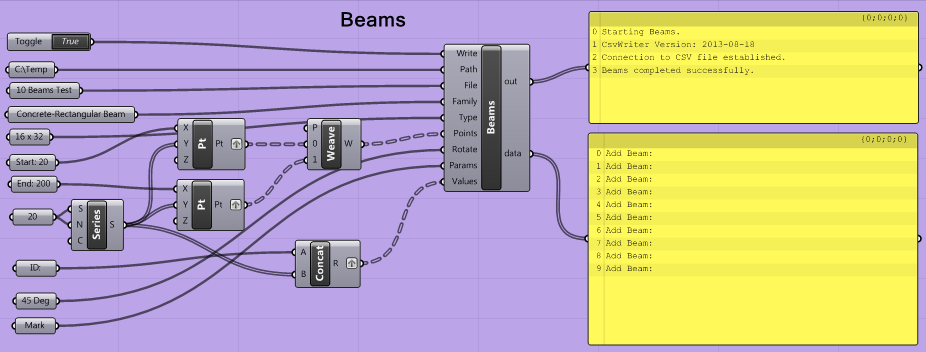 Beams
Toggle True
C:\Temp
10 Beams Test
Concrete-Rectangular Beam
16 x 32
Start: 20
End: 200
20
ID:
45 Deg
Mark
S
N
C
Series
S
X
Y
Z
Pt
Pt
X
Y
Z
Pt
Pt
P
0
1
Weave
W
A
B
Concat
R
Write
Path
File
Family
Type
Points
Rotate
Params
Values
Beams
out
data
{0;0;0;0}
0 Starting Beams.
1 CsvWriter Version: 2013-08-18
2 Connection to CSV file established.
3 Beams completed successfully.
{0;0;0;0}
0 Add Beam:
1 Add Beam:
2 Add Beam:
3 Add Beam:
4 Add Beam:
5 Add Beam:
6 Add Beam:
7 Add Beam:
8 Add Beam:
9 Add Beam: